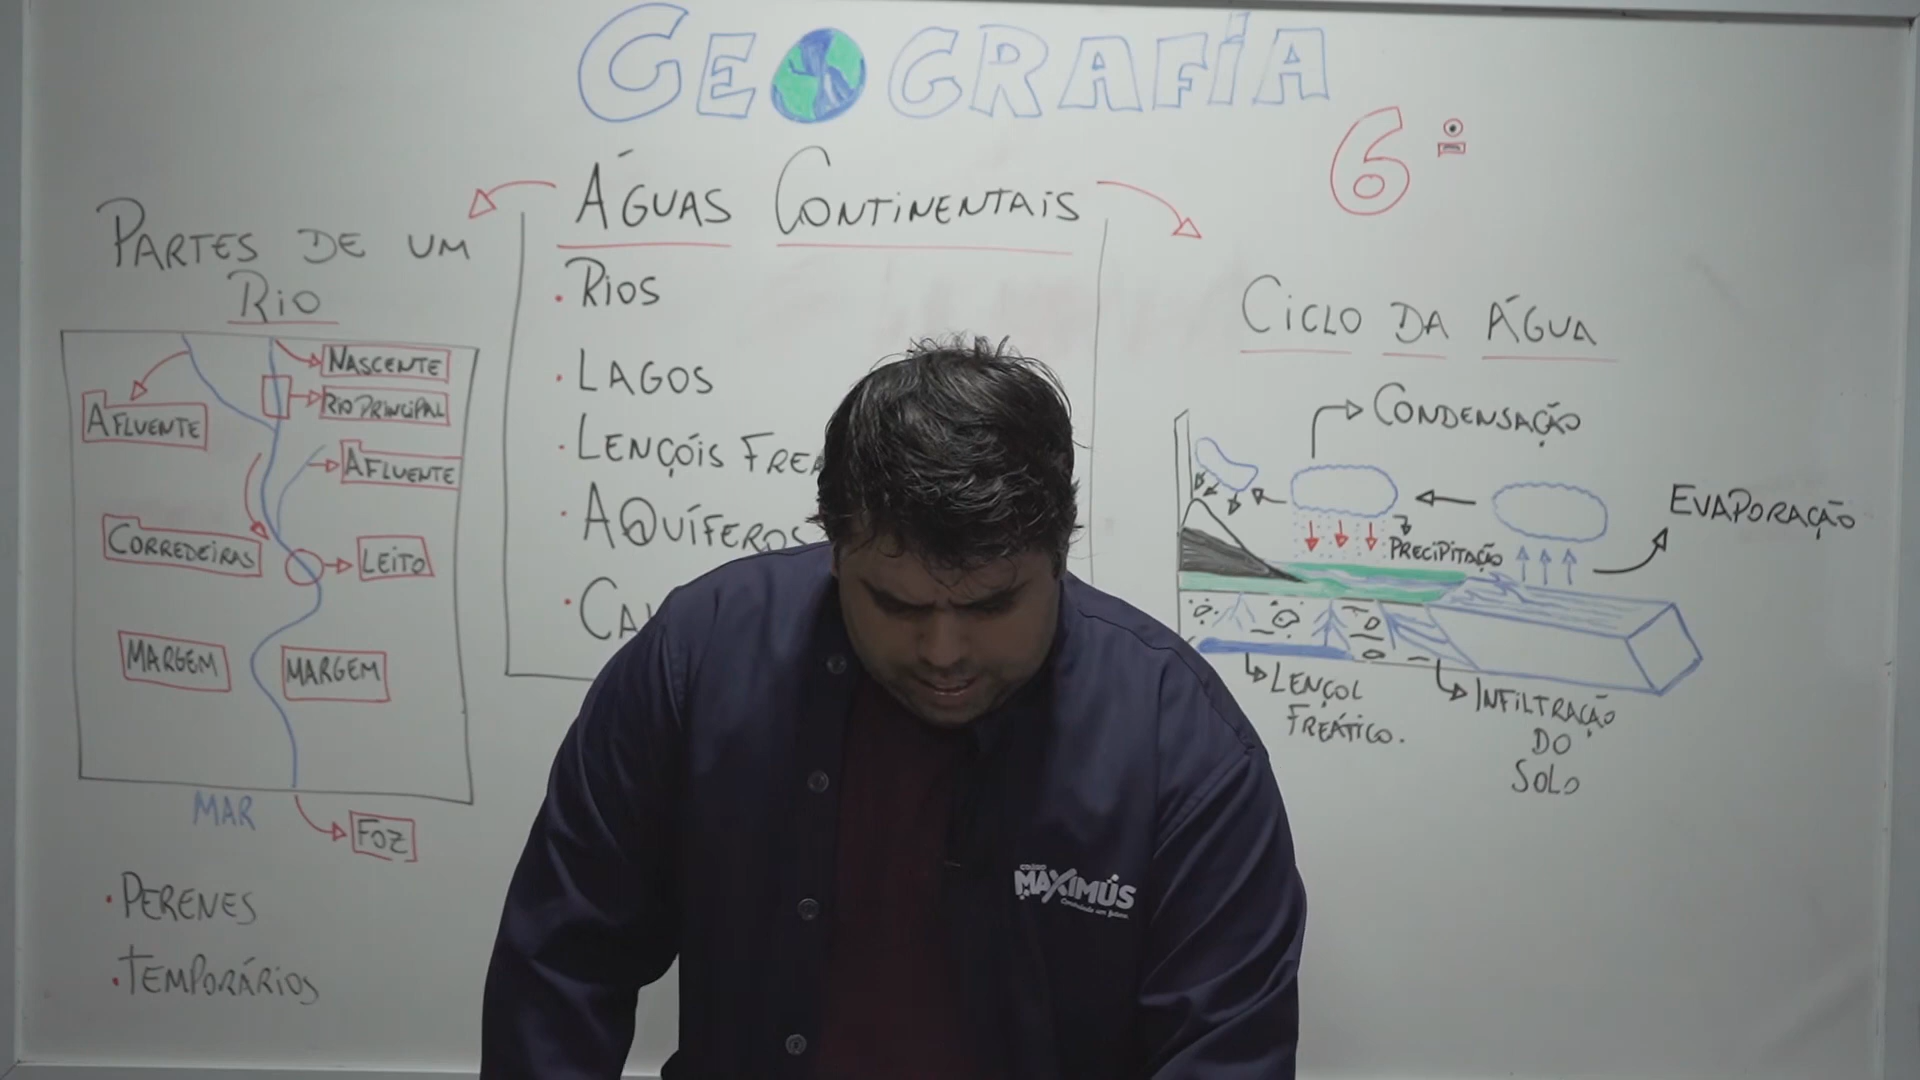 GEOGRAFIA
6º
ÁGUAS CONTINENTAIS
RIOS
LAGOS
LENÇÓIS
AQUÍFEROS
PARTES DE UM
RIO
NASCENTE
RIO PRINCIPAL
AFLUENTE
AFLUENTE
CORREDEIRAS
LEITO
MARGEM
MARGEM
MAR
FOZ
PERENES
TEMPORÁRIOS
CICLO DA ÁGUA
CONDENSAÇÃO
EVAPORAÇÃO
PRECIPITAÇÃO
LENÇOL
FREÁTICO.
INFILTRAÇÃO
DO
SOLO
MAXIMUS